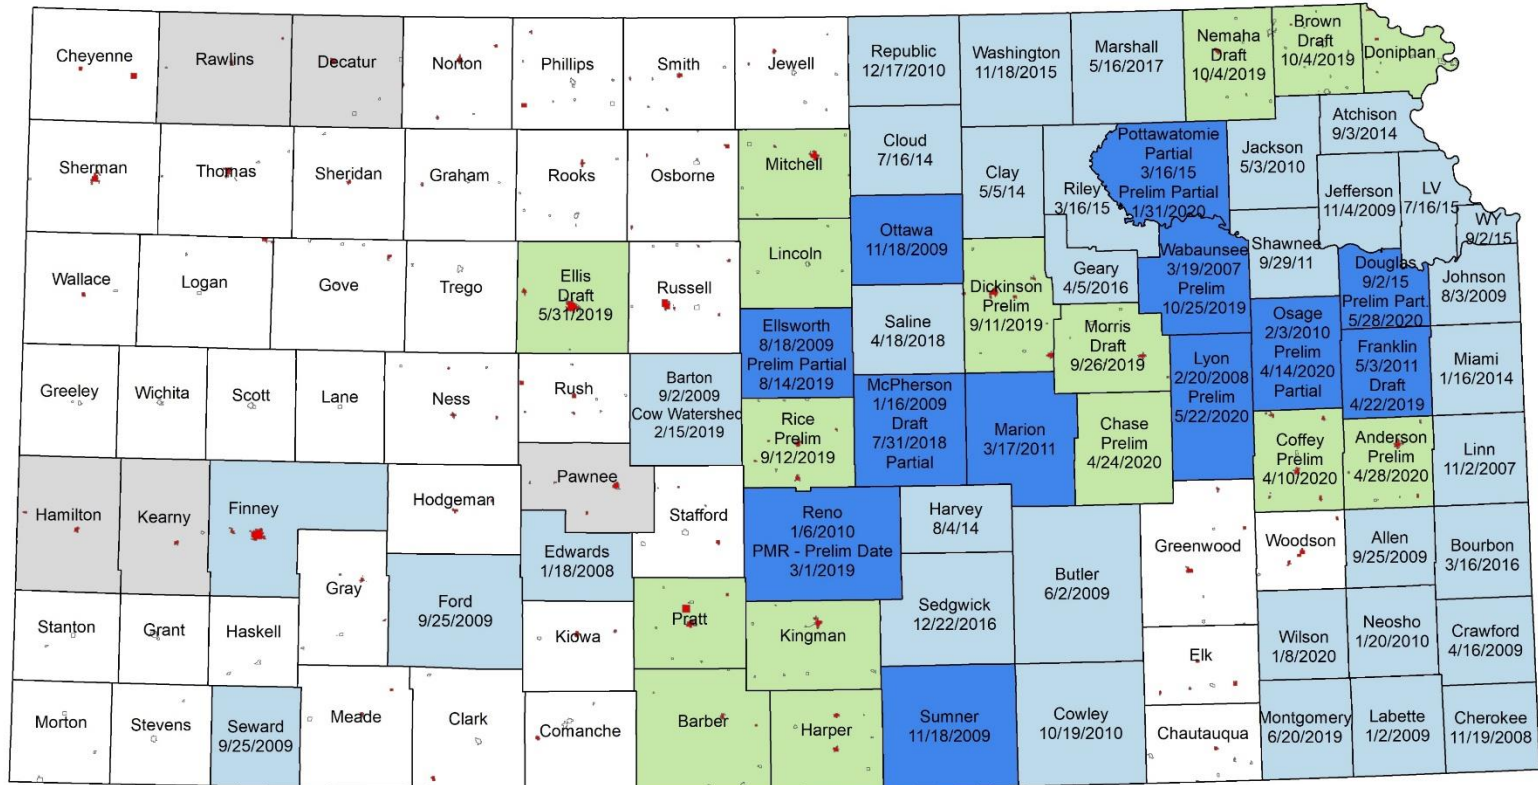 Cheyenne
Rawlins
Decatur
Norton
Phillips
Smith
Jewell
Republic
12/17/2010
Washington
11/18/2015
Marshall
5/16/2017
Nemaha
Draft
10/4/2019
Brown
Draft
10/4/2019
Doniphan
Sherman
Thomas
Sheridan
Graham
Rooks
Osborne
Mitchell
Cloud
7/16/14
Clay
5/5/14
Riley
3/16/15
Pottawatomie
Partial
3/16/15
Prelim Partial
1/31/2020
Jackson
5/3/2010
Atchison
9/3/2014
Jefferson
11/4/2009
LV
7/16/15
WY
9/2/15
Wallace
Logan
Gove
Trego
Ellis
Draft
5/31/2019
Russell
Lincoln
Ottawa
11/18/2009
Dickinson
Prelim
9/11/2019
Geary
4/5/2016
Wabaunsee
3/19/2007
Prelim
10/25/2019
Shawnee
9/29/11
Douglas
9/2/15
Prelim Part.
5/28/2020
Johnson
8/3/2009
Ellsworth
8/18/2009
Prelim Partial
8/14/2019
Saline
4/18/2018
Morris
Draft
9/26/2019
Osage
2/3/2010
Prelim
4/14/2020
Partial
Franklin
5/3/2011
Draft
4/22/2019
Miami
1/16/2014
Greeley
Wichita
Scott
Lane
Ness
Rush
Barton
9/2/2009
Cow Watershed
2/15/2019
Rice
Prelim
9/12/2019
McPherson
1/16/2009
Draft
7/31/2018
Partial
Marion
3/17/2011
Chase
Prelim
4/24/2020
Lyon
2/20/2008
Prelim
5/22/2020
Coffey
Prelim
4/10/2020
Anderson
Prelim
4/28/2020
Linn
11/2/2007
Hamilton
Kearny
Finney
Hodgeman
Pawnee
Stafford
Reno
1/6/2010
PMR - Prelim Date
3/1/2019
Harvey
8/4/14
Butler
6/2/2009
Greenwood
Woodson
Allen
9/25/2009
Bourbon
3/16/2016
Gray
Ford
9/25/2009
Edwards
1/18/2008
Stanton
Grant
Haskell
Kiowa
Pratt
Kingman
Sedgwick
12/22/2016
Elk
Wilson
1/8/2020
Neosho
1/20/2010
Crawford
4/16/2009
Morton
Stevens
Seward
9/25/2009
Meade
Clark
Comanche
Barber
Harper
Sumner
11/18/2009
Cowley
10/19/2010
Chautauqua
Montgomery
6/20/2019
Labette
1/2/2009
Cherokee
11/19/2008